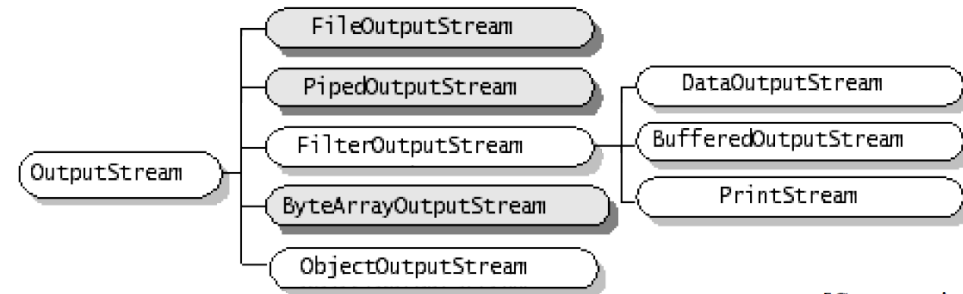 FileOutputStream
PipedOutputStream
DataOutputStream
FilterOutputStream
BufferedOutputStream
OutputStream
PrintStream
ByteArrayOutputStream
ObjectOutputStream